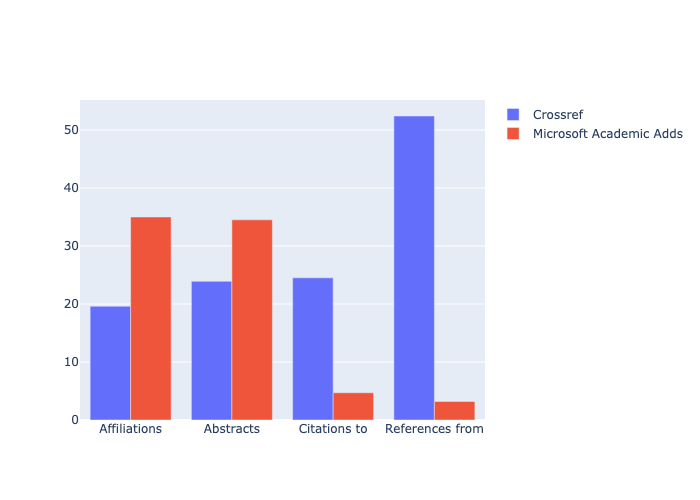 Crossref
Microsoft Academic Adds
50
40
30
20
10
0
Affiliations
Abstracts
Citations to
References from